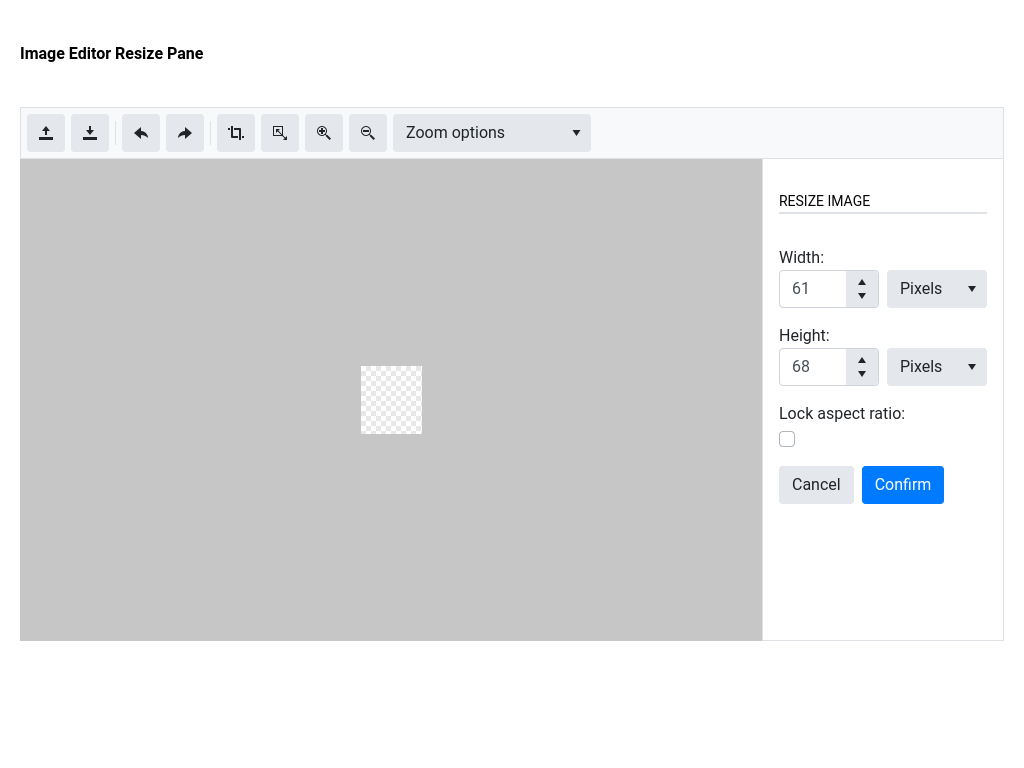 Image Editor Resize Pane
Zoom options
RESIZE IMAGE
Width:
61 Pixels
Height:
68 Pixels
Lock aspect ratio:
Cancel Confirm